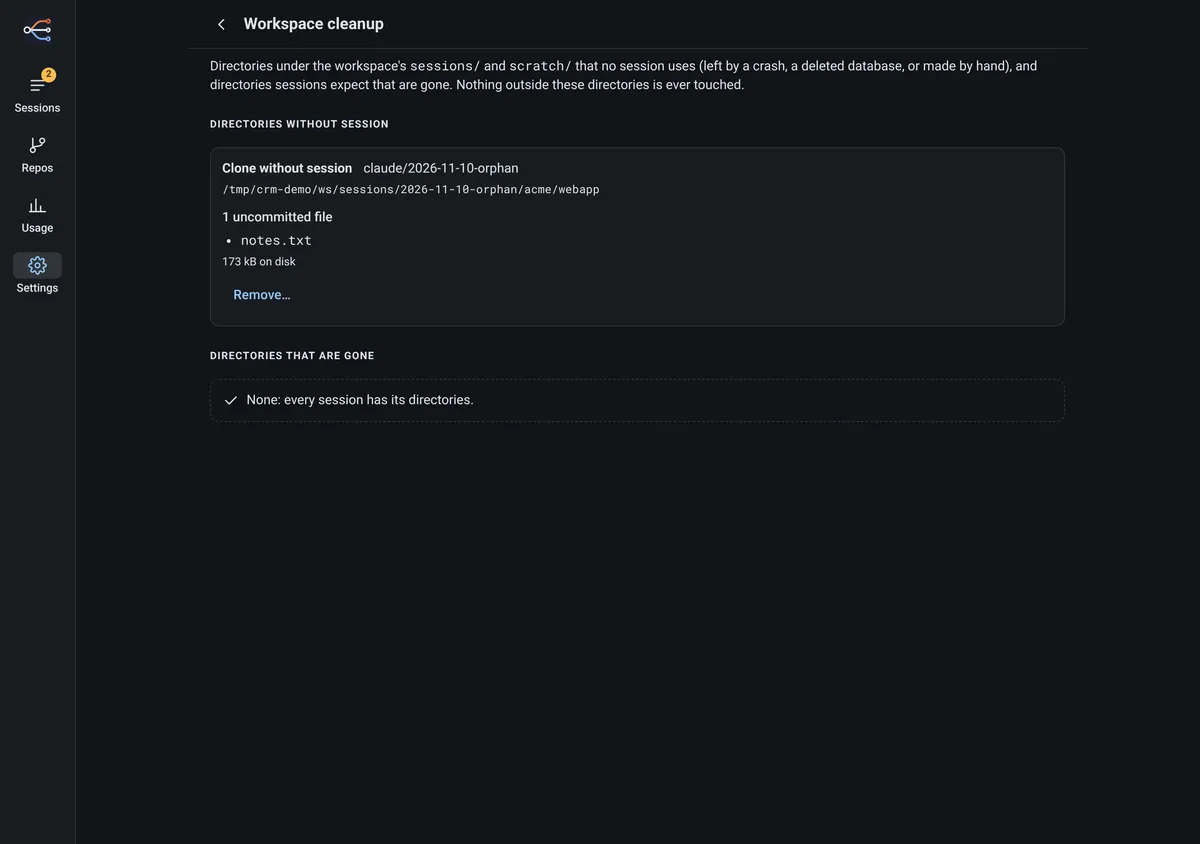 Workspace cleanup
2
Sessions
Repos
Usage
Settings
Directories under the workspace's sessions/ and scratch/ that no session uses (left by a crash, a deleted database, or made by hand), and
directories sessions expect that are gone. Nothing outside these directories is ever touched.
DIRECTORIES WITHOUT SESSION
Clone without session claude/2026-11-10-orphan
/tmp/crm-demo/ws/sessions/2026-11-10-orphan/acme/webapp
1 uncommitted file
• notes.txt
173 kB on disk
Remove…
DIRECTORIES THAT ARE GONE
None: every session has its directories.